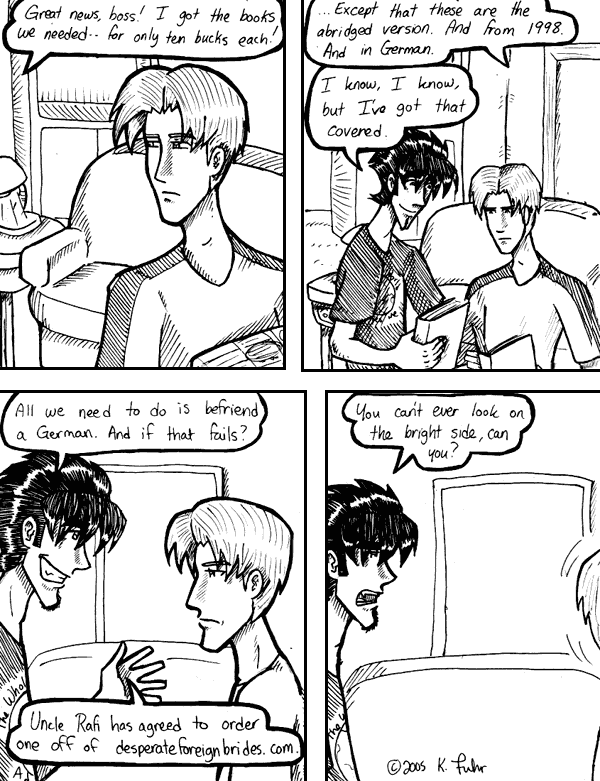 Great news, boss! I got the books
we needed-- for only ten bucks each!
...Except that these are the
abridged version. And from 1998.
And in German.
I know, I know,
but I've got that
covered.
All we need to do is befriend
a German. And if that fails?
Uncle Rafi has agreed to order
one off of desperateforeignbrides.com.
the Who
A
You can't ever look on
the bright side, can
you?
the W
©2005 K. Fuhr